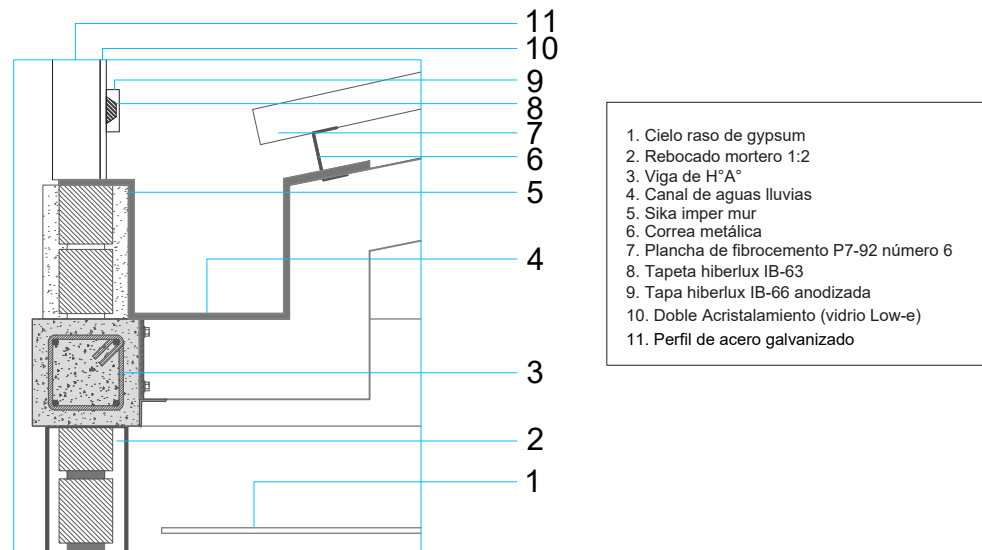 11
10
9
8
7
6
5
4
3
2
1
1. Cielo raso de gypsum
2. Rebocado mortero 1:2
3. Viga de H°A°
4. Canal de aguas lluvias
5. Sika imper mur
6. Correa metálica
7. Plancha de fibrocemento P7-92 número 6
8. Tapeta hiberlux IB-63
9. Tapa hiberlux IB-66 anodizada
10. Doble Acristalamiento (vidrio Low-e)
11. Perfil de acero galvanizado